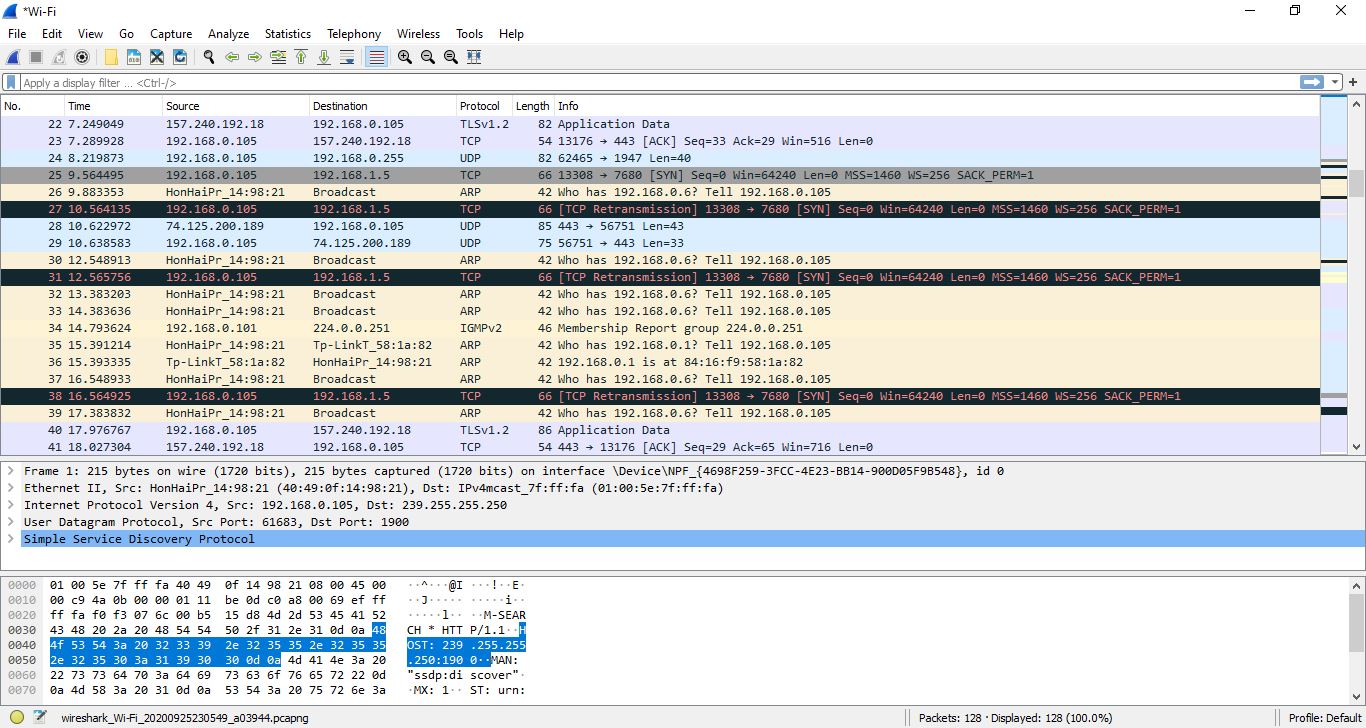 *Wi-Fi
File Edit View Go Capture Analyze Statistics Telephony Wireless Tools Help
Apply a display filter ... <Ctrl-/>
No. Time Source Destination Protocol Length Info
22 7.249049 157.240.192.18 192.168.0.105 TLSv1.2 82 Application Data
23 7.289928 192.168.0.105 157.240.192.18 TCP 54 13176 → 443 [ACK] Seq=33 Ack=29 Win=516 Len=0
24 8.219873 192.168.0.105 192.168.0.255 UDP 82 62465 → 1947 Len=40
25 9.564495 192.168.0.105 192.168.1.5 TCP 66 13308 → 7680 [SYN] Seq=0 Win=64240 Len=0 MSS=1460 WS=256 SACK_PERM=1
26 9.883353 HonHaiPr_14:98:21 Broadcast ARP 42 Who has 192.168.0.6? Tell 192.168.0.105
27 10.564135 192.168.0.105 192.168.1.5 TCP 66 [TCP Retransmission] 13308 → 7680 [SYN] Seq=0 Win=64240 Len=0 MSS=1460 WS=256 SACK_PERM=1
28 10.622972 74.125.200.189 192.168.0.105 UDP 85 443 → 56751 Len=43
29 10.638583 192.168.0.105 74.125.200.189 UDP 75 56751 → 443 Len=33
30 12.548913 HonHaiPr_14:98:21 Broadcast ARP 42 Who has 192.168.0.6? Tell 192.168.0.105
31 12.565756 192.168.0.105 192.168.1.5 TCP 66 [TCP Retransmission] 13308 → 7680 [SYN] Seq=0 Win=64240 Len=0 MSS=1460 WS=256 SACK_PERM=1
32 13.383203 HonHaiPr_14:98:21 Broadcast ARP 42 Who has 192.168.0.6? Tell 192.168.0.105
33 14.383636 HonHaiPr_14:98:21 Broadcast ARP 42 Who has 192.168.0.6? Tell 192.168.0.105
34 14.793624 192.168.0.101 224.0.0.251 IGMPv2 46 Membership Report group 224.0.0.251
35 15.391214 HonHaiPr_14:98:21 Tp-LinkT_58:1a:82 ARP 42 Who has 192.168.0.1? Tell 192.168.0.105
36 15.393335 Tp-LinkT_58:1a:82 HonHaiPr_14:98:21 ARP 42 192.168.0.1 is at 84:16:f9:58:1a:82
37 16.548933 HonHaiPr_14:98:21 Broadcast ARP 42 Who has 192.168.0.6? Tell 192.168.0.105
38 16.564925 192.168.0.105 192.168.1.5 TCP 66 [TCP Retransmission] 13308 → 7680 [SYN] Seq=0 Win=64240 Len=0 MSS=1460 WS=256 SACK_PERM=1
39 17.383832 HonHaiPr_14:98:21 Broadcast ARP 42 Who has 192.168.0.6? Tell 192.168.0.105
40 17.976767 192.168.0.105 157.240.192.18 TLSv1.2 86 Application Data
41 18.027304 157.240.192.18 192.168.0.105 TCP 54 443 → 13176 [ACK] Seq=29 Ack=65 Win=716 Len=0
Frame 1: 215 bytes on wire (1720 bits), 215 bytes captured (1720 bits) on interface \Device\NPF_{4698F259-3FCC-4E23-BB14-900D05F9B548}, id 0
Ethernet II, Src: HonHaiPr_14:98:21 (40:49:0f:14:98:21), Dst: IPv4mcast_7f:ff:fa (01:00:5e:7f:ff:fa)
Internet Protocol Version 4, Src: 192.168.0.105, Dst: 239.255.255.250
User Datagram Protocol, Src Port: 61683, Dst Port: 1900
Simple Service Discovery Protocol
0000 01 00 5e 7f ff fa 40 49 0f 14 98 21 08 00 45 00 ··^···@I ···!··E·
0010 00 c9 4a 0b 00 00 01 11 be 0d c0 a8 00 69 ef ff ··J····· ·····i··
0020 ff fa f0 f3 07 6c 00 b5 15 d8 4d 2d 53 45 41 52 ·····l·· ··M-SEAR
0030 43 48 20 2a 20 48 54 54 50 2f 31 2e 31 0d 0a 48 CH * HTT P/1.1··H
0040 4f 53 54 3a 20 32 33 39 2e 32 35 35 2e 32 35 35 OST: 239 .255.255
0050 2e 32 35 30 3a 31 39 30 30 0d 0a 4d 41 4e 3a 20 .250:190 0··MAN:
0060 22 73 73 64 70 3a 64 69 73 63 6f 76 65 72 22 0d "ssdp:di scover"·
0070 0a 4d 58 3a 20 31 0d 0a 53 54 3a 20 75 72 6e 3a ·MX: 1·· ST: urn:
wireshark_Wi-Fi_20200925230549_a03944.pcapng Packets: 128 · Displayed: 128 (100.0%) Profile: Default